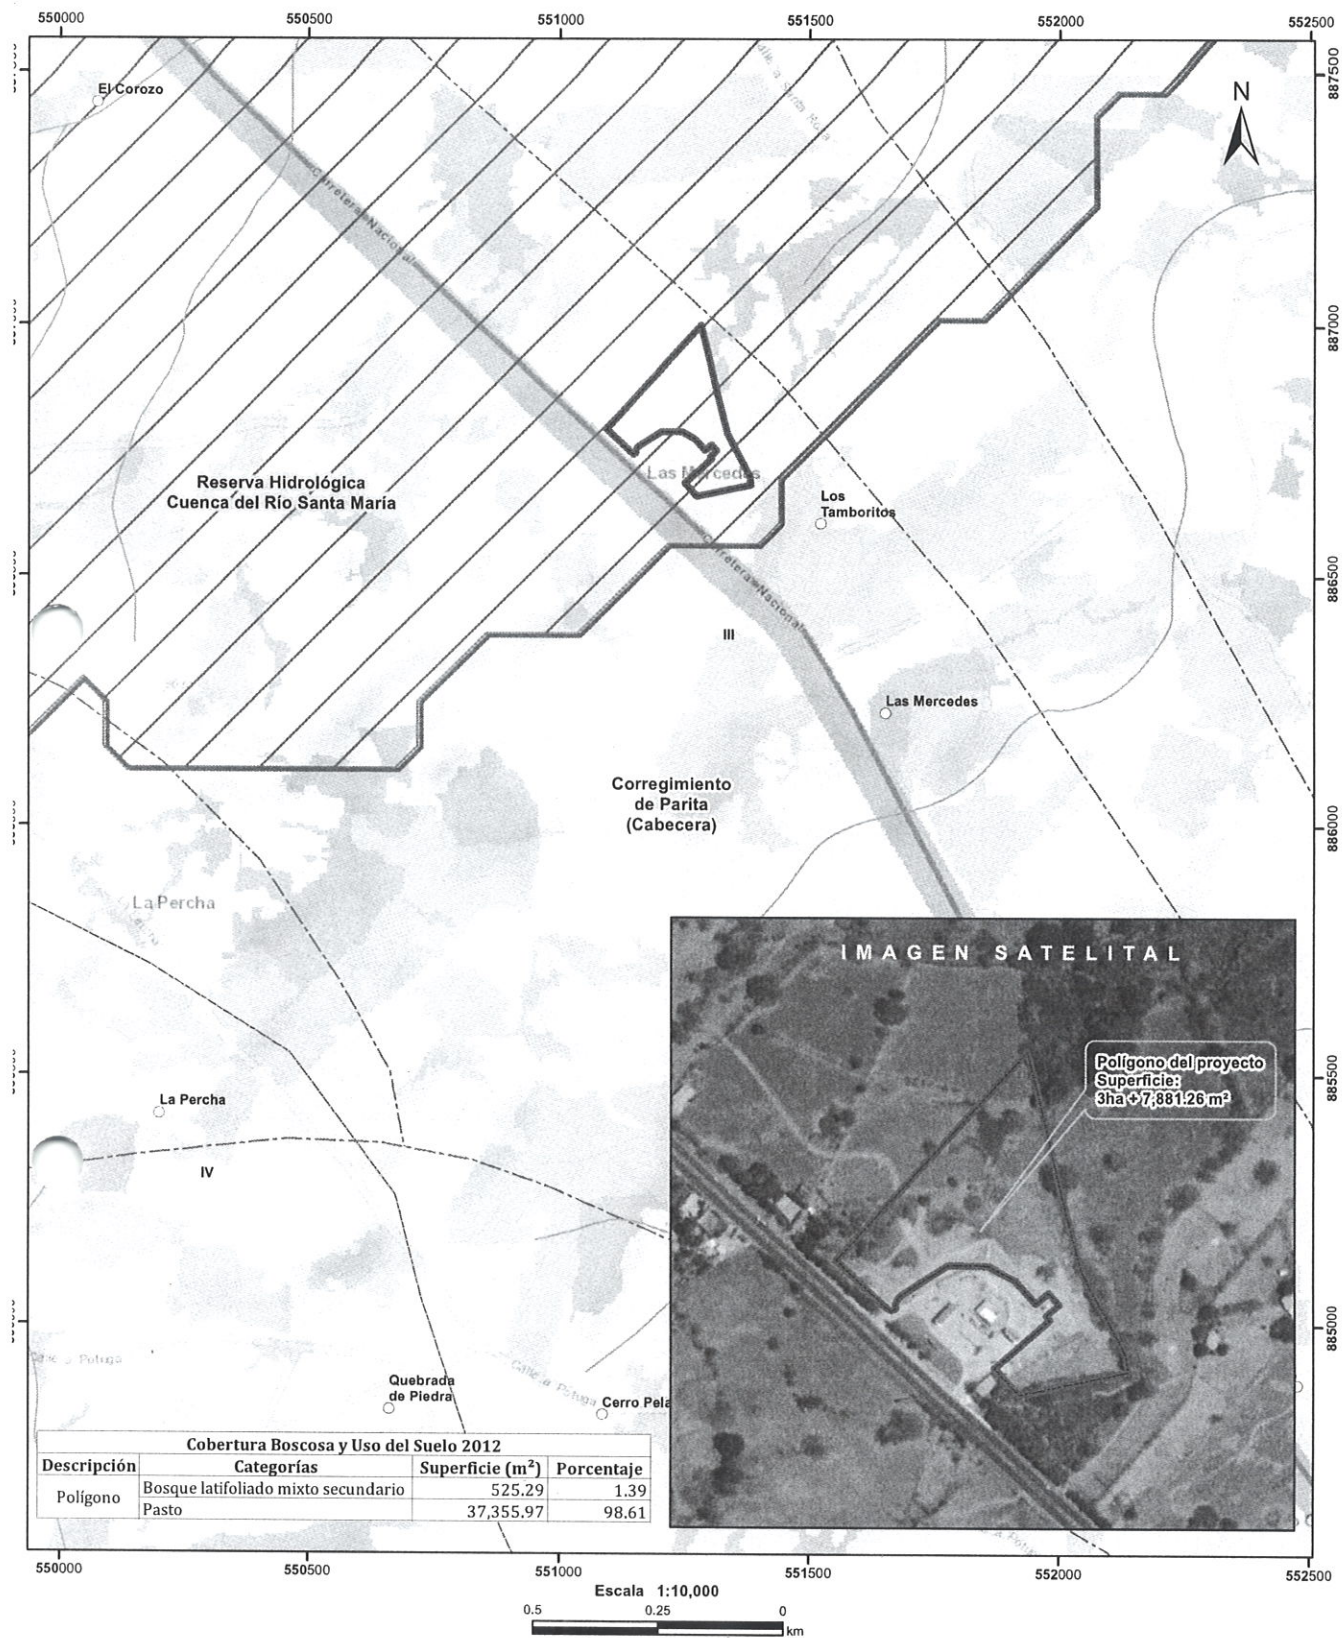 550000
550500
551000
551500
552000
552500
887500
N
El Corozo
Carretera Nacional
887000
Las Mercedes
Reserva Hidrológica
Cuenca del Río Santa María
Los
Tamboritos
Carretera Nacional
886500
III
Las Mercedes
Corregimiento
de Parita
(Cabecera)
886000
La Percha
IMAGEN SATELITAL
Polígono del proyecto
Superficie:
3ha + 7,881.26 m²
885500
La Percha
IV
885000
Calle a Potuga
Quebrada
de Piedra
Calle a Potuga
Cerro Pela
Cobertura Boscosa y Uso del Suelo 2012
Descripción Categorías Superficie (m²) Porcentaje
Polígono
Bosque latifoliado mixto secundario 525.29 1.39
Pasto 37,355.97 98.61
550000
550500
551000
551500
552000
552500
Escala 1:10,000
0.5 0.25 0
km